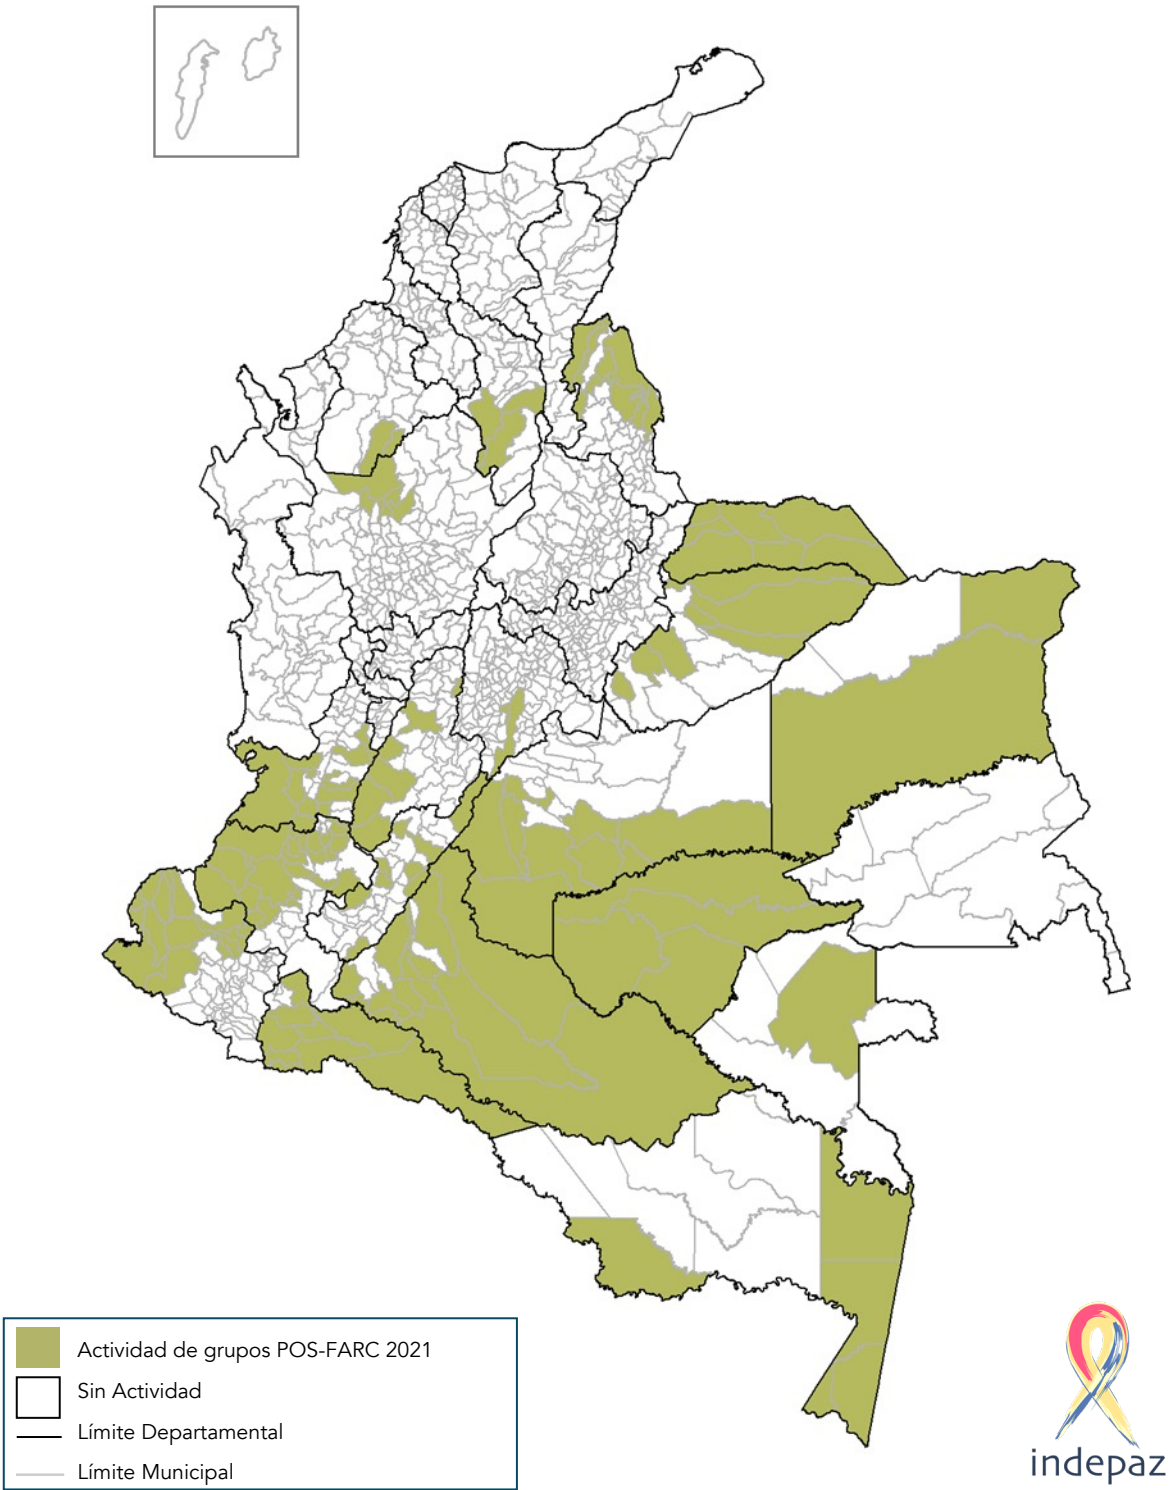 Actividad de grupos POS-FARC 2021
Sin Actividad
Límite Departamental
Límite Municipal
indepaz